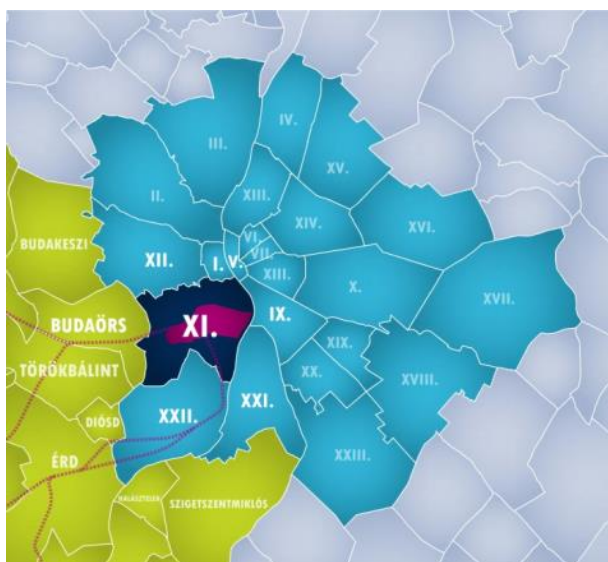 IV.
III.
XV.
II.
XIII.
XIV.
XVI.
BUDAKESZI
XII.
I.
V.
VI.
VII.
XIII.
X.
XVII.
BUDAÖRS
XI.
IX.
XIX.
TÖRÖKBÁLINT
XX.
XVIII.
DIÓSD
XXII.
XXI.
ÉRD
XXIII.
SZIGETSZENTMIKLÓS